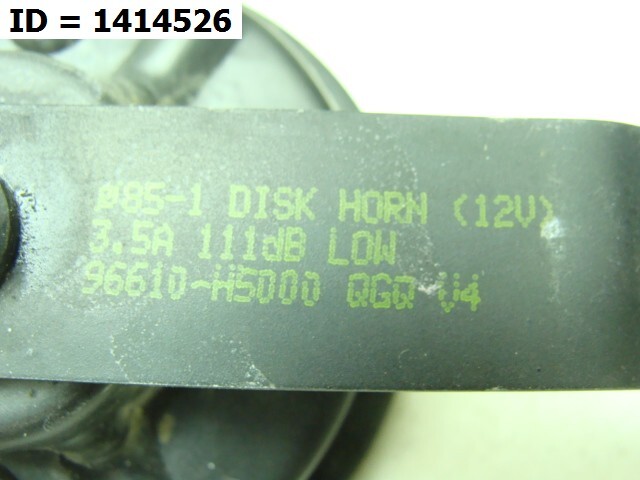 ID = 1414526
ø85-1 DISK HORN (12V)
3.5A 111dB LOW
96610-H5000 QGQ V4